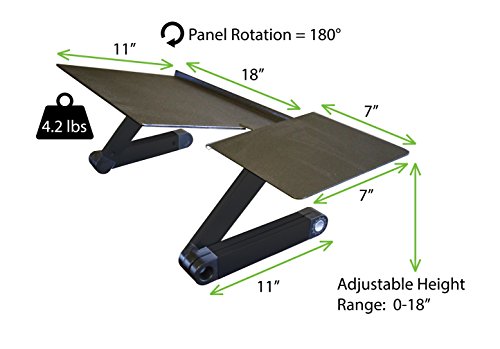 Panel Rotation = 180°
11”
18”
7”
4.2 lbs
7”
11”
Adjustable Height
Range:  0-18”